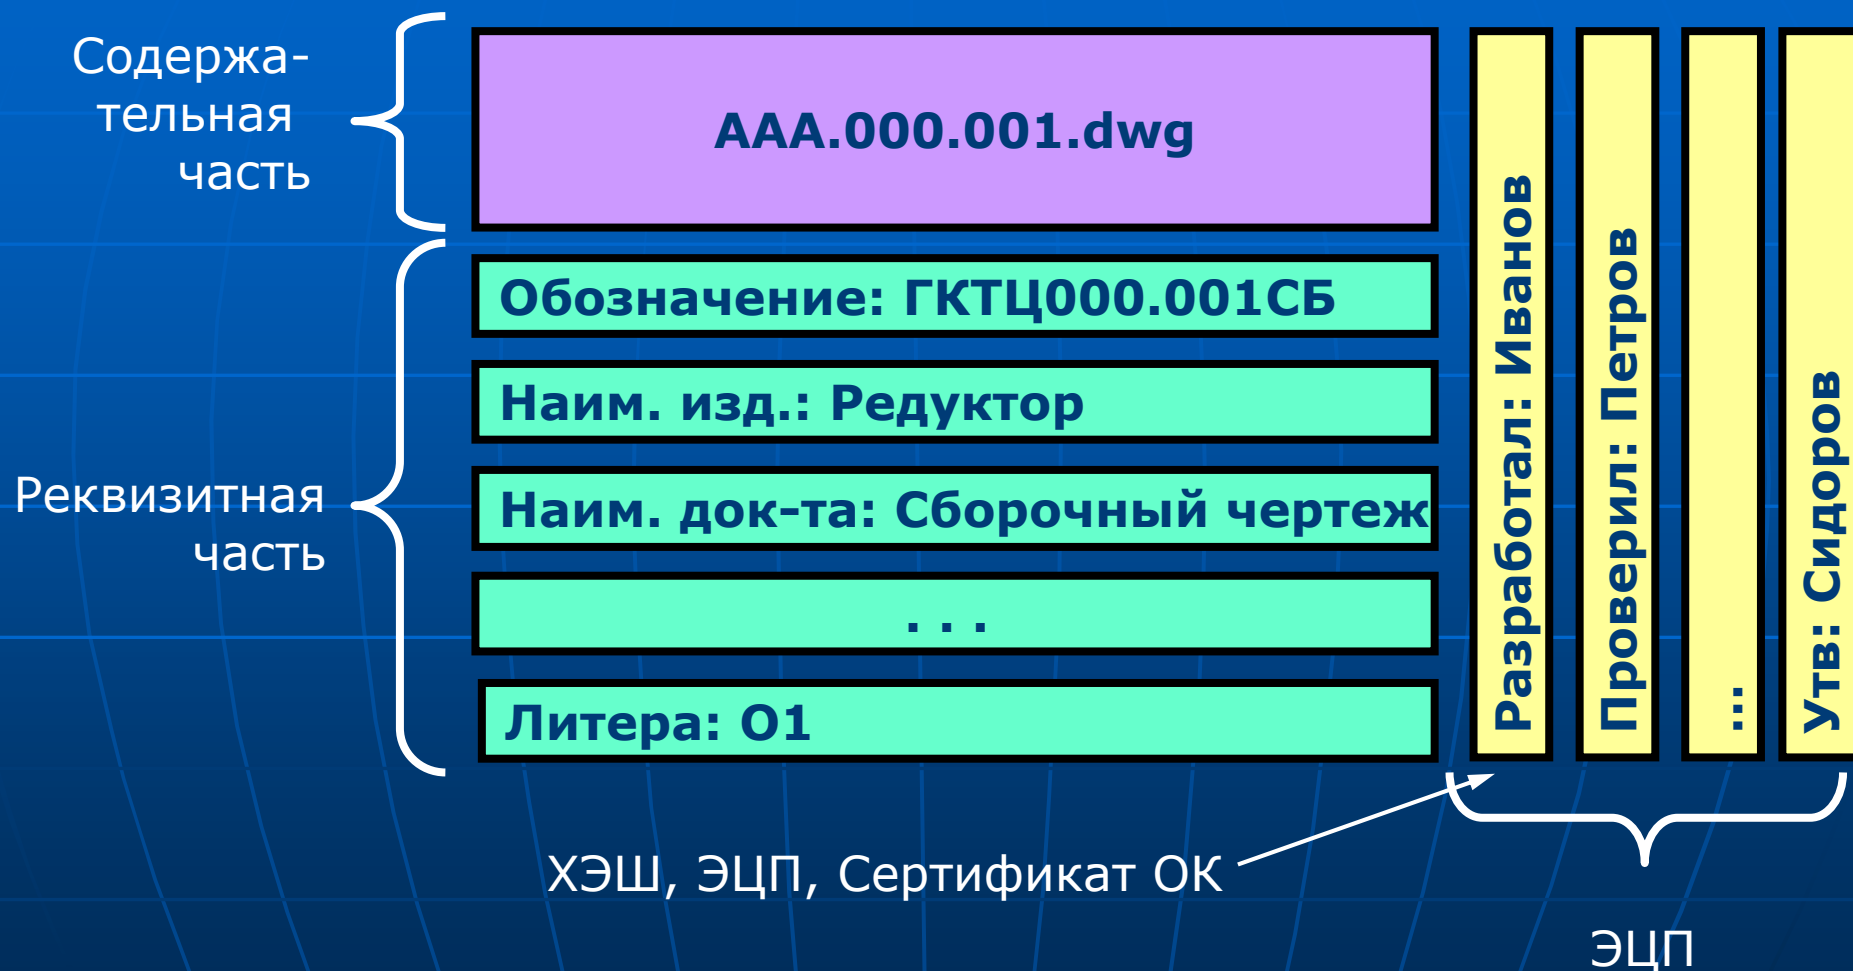 Содержа-
тельная
часть
AAA.000.001.dwg
Обозначение: ГКТЦ000.001СБ
Наим. изд.: Редуктор
Реквизитная
часть
Наим. док-та: Сборочный чертеж
. . .
Литера: О1
Разработал: Иванов
Проверил: Петров
...
Утв: Сидоров
ХЭШ, ЭЦП, Сертификат ОК
ЭЦП